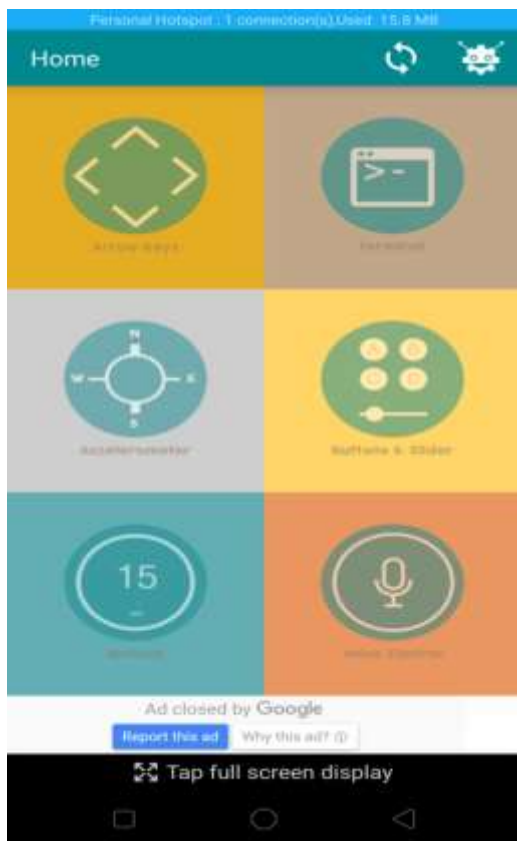 Personal Hotspot : 1 connection(s),Used 15.8 MB
Home
Arrow keys
Terminal
N
W
E
S
Accelerometer
Buttons & Slider
15
Voice Control
Ad closed by Google
Report this ad
Why this ad?
Tap full screen display